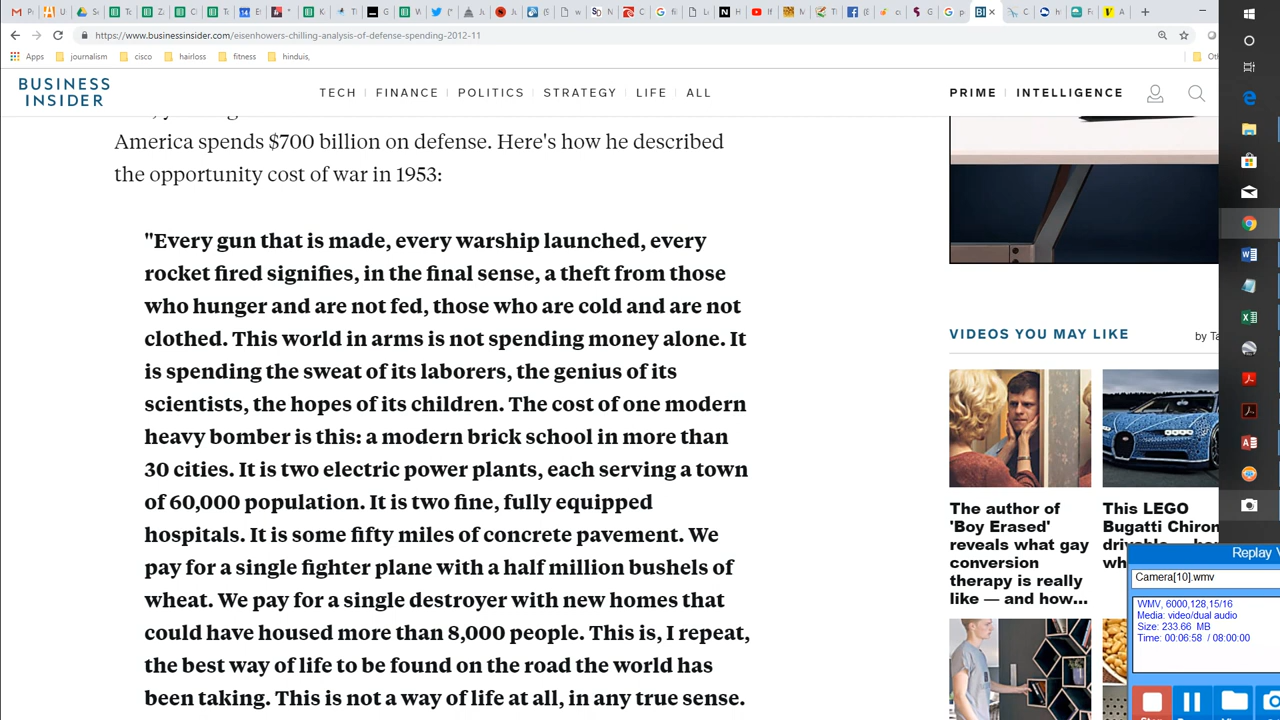 https://www.businessinsider.com/eisenhowers-chilling-analysis-of-defense-spending-2012-11
Apps journalism cisco hairloss fitness hinduis,
BUSINESS
INSIDER
TECH FINANCE POLITICS STRATEGY LIFE ALL
PRIME INTELLIGENCE
America spends $700 billion on defense. Here's how he described
the opportunity cost of war in 1953:
"Every gun that is made, every warship launched, every
rocket fired signifies, in the final sense, a theft from those
who hunger and are not fed, those who are cold and are not
clothed. This world in arms is not spending money alone. It
is spending the sweat of its laborers, the genius of its
scientists, the hopes of its children. The cost of one modern
heavy bomber is this: a modern brick school in more than
30 cities. It is two electric power plants, each serving a town
of 60,000 population. It is two fine, fully equipped
hospitals. It is some fifty miles of concrete pavement. We
pay for a single fighter plane with a half million bushels of
wheat. We pay for a single destroyer with new homes that
could have housed more than 8,000 people. This is, I repeat,
the best way of life to be found on the road the world has
been taking. This is not a way of life at all, in any true sense.
VIDEOS YOU MAY LIKE
by Ta
The author of
'Boy Erased'
reveals what gay
conversion
therapy is really
like — and how...
This LEGO
Bugatti Chiron
Replay V
Camera[10].wmv
WMV, 6000,128,15/16
Media: video/dual audio
Size: 233.66 MB
Time: 00:06:58 / 08:00:00